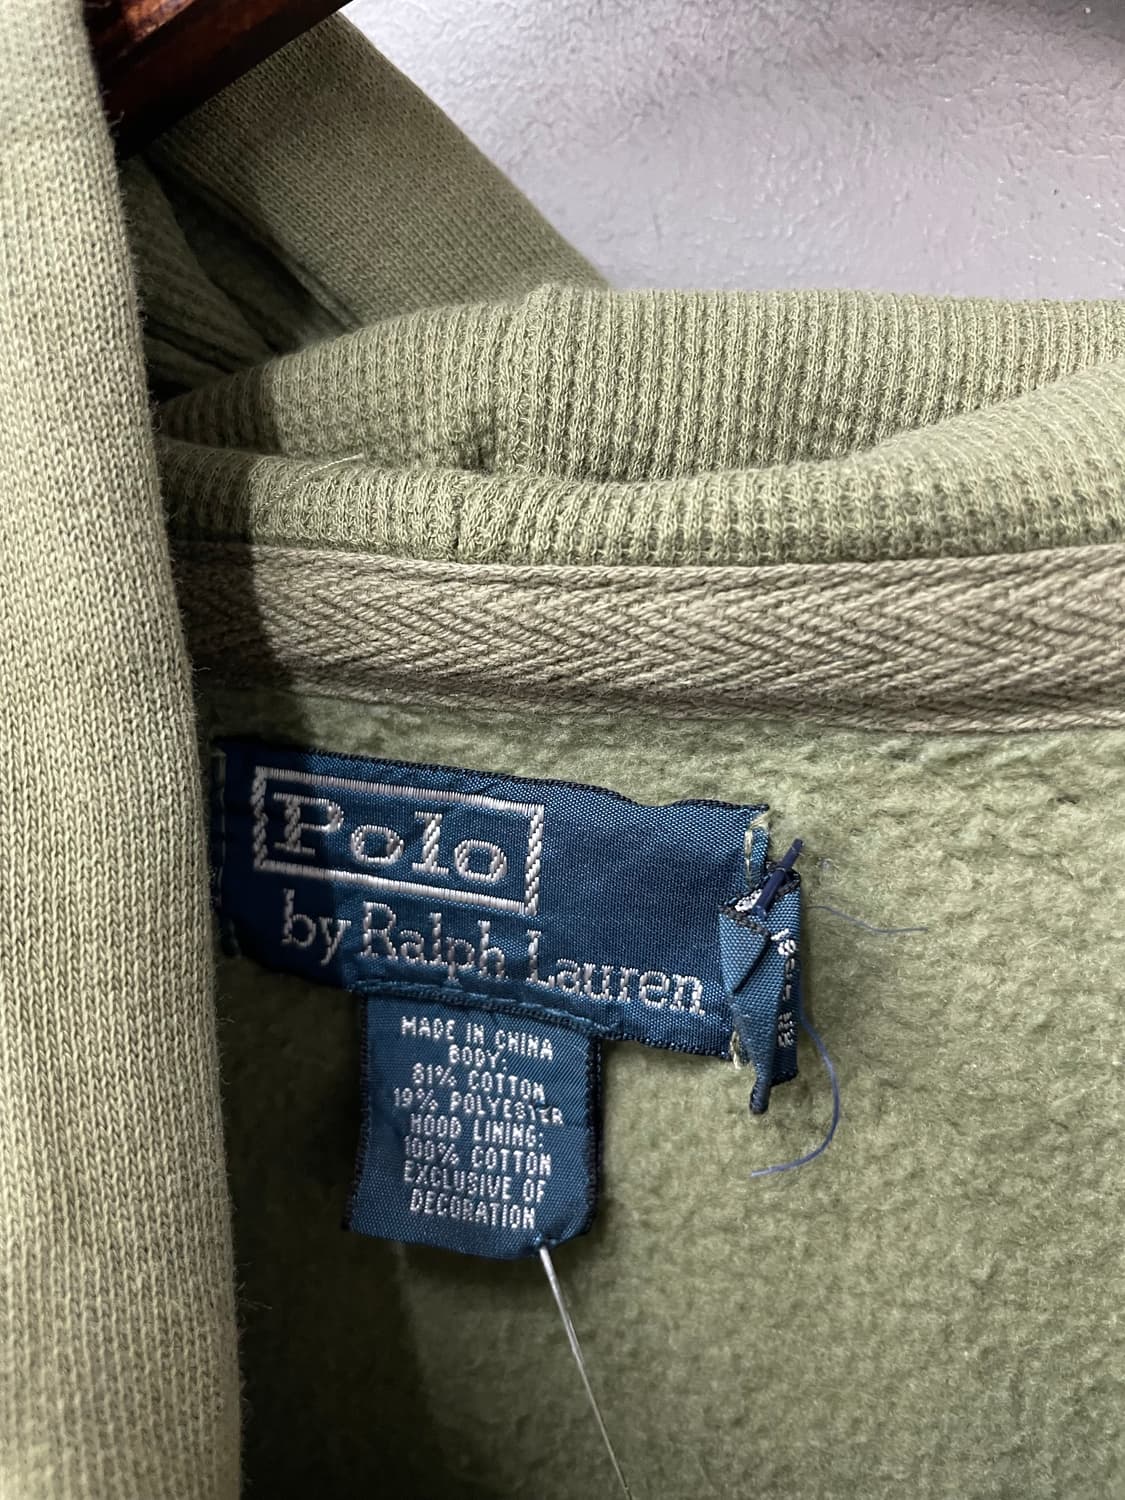 Polo
by Ralph Lauren
MADE IN CHINA
BODY:
81% COTTON
19% POLYESTER
HOOD LINING:
100% COTTON
EXCLUSIVE OF
DECORATION